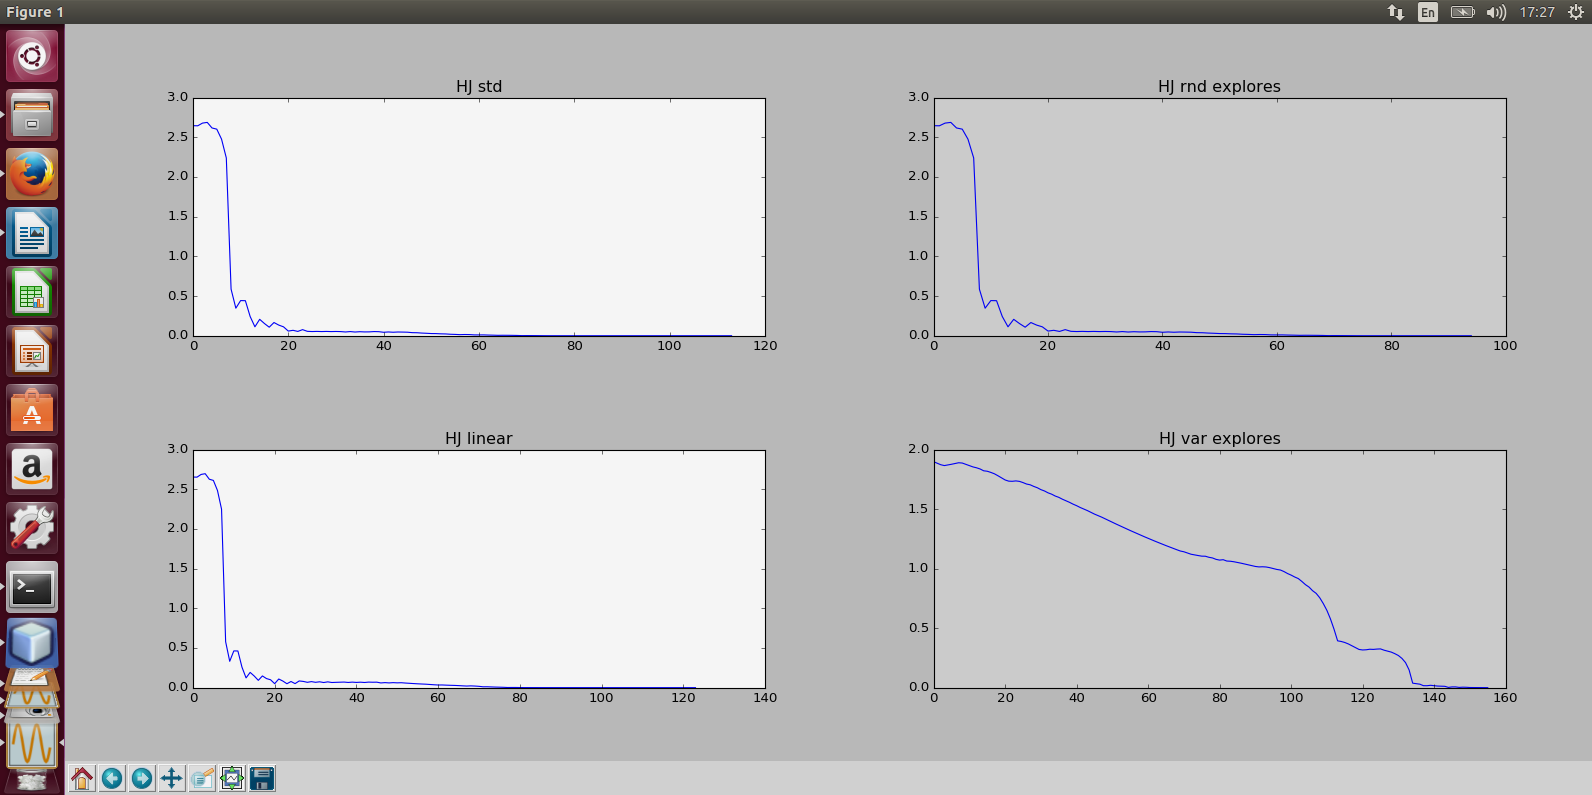 Figure 1
En
17:27
HJ std
3.0
2.5
2.0
1.5
1.0
0.5
0.0
0 20 40 60 80 100 120
HJ rnd explores
3.0
2.5
2.0
1.5
1.0
0.5
0.0
0 20 40 60 80 100
HJ linear
3.0
2.5
2.0
1.5
1.0
0.5
0.0
0 20 40 60 80 100 120 140
HJ var explores
2.0
1.5
1.0
0.5
0.0
0 20 40 60 80 100 120 140 160